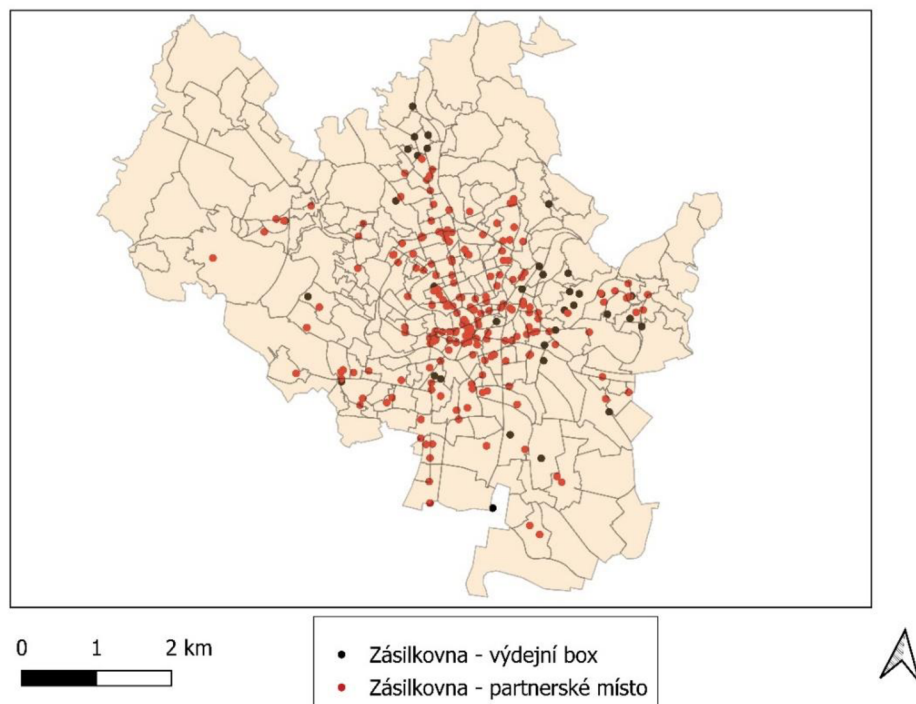 0 1 2 km
Zásilkovna - výdejní box
Zásilkovna - partnerské místo